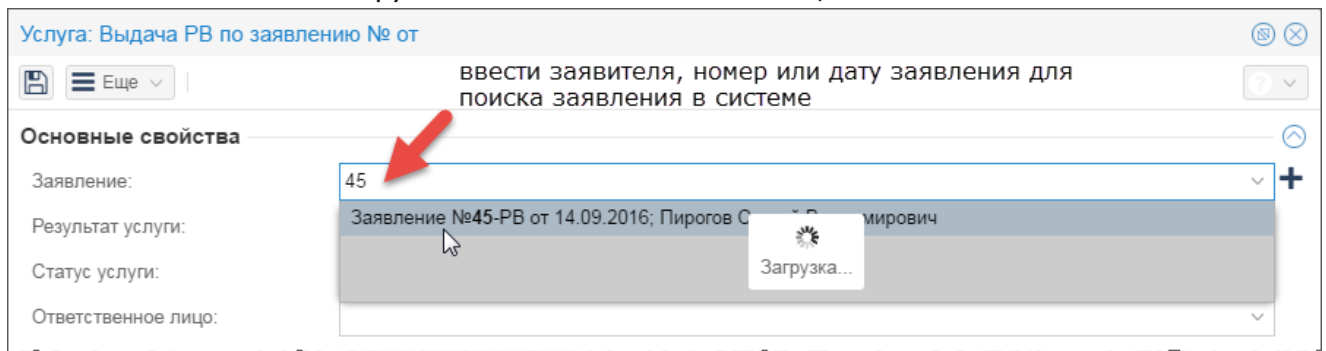 Услуга: Выдача РВ по заявлению № от
Еще
ввести заявителя, номер или дату заявления для
поиска заявления в системе
Основные свойства
Заявление:
45
Заявление №45-РВ от 14.09.2016; Пирогов
Результат услуги:
Загрузка...
Статус услуги:
Ответственное лицо: